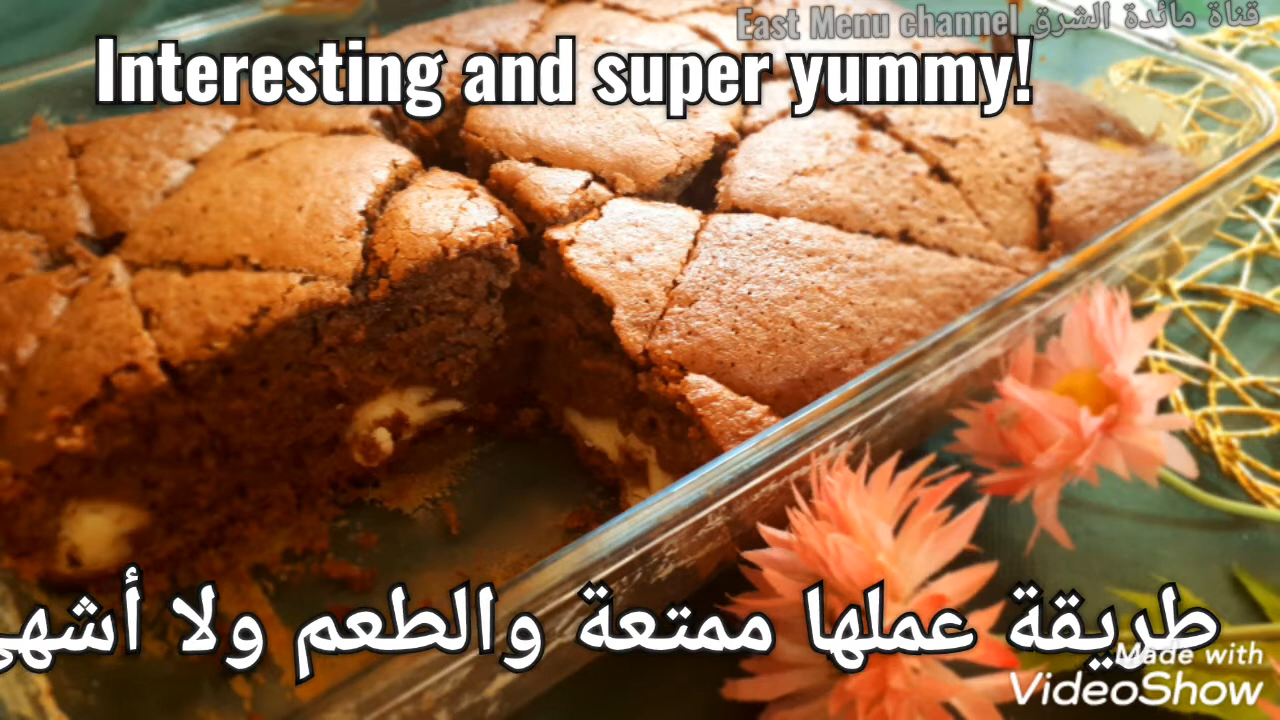 East Menu channel قناة مائدة الشرق
Interesting and super yummy!
طريقة عملها ممتعة والطعم ولا أشهى
Made with
VideoShow